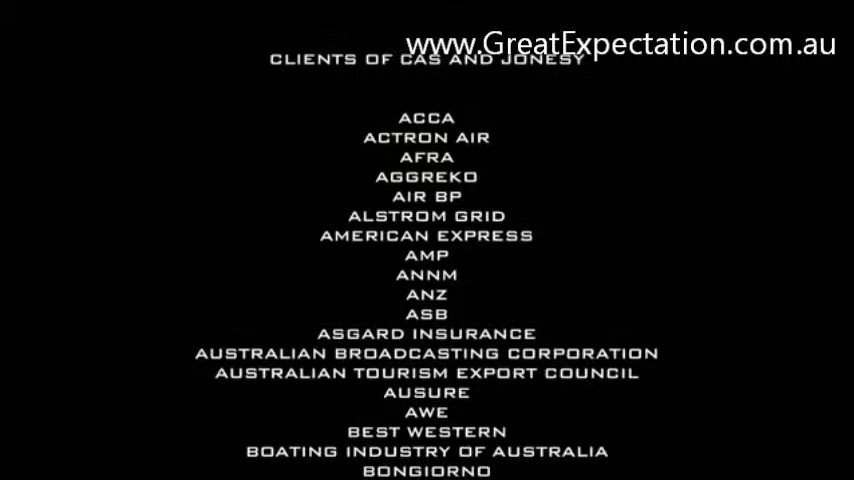 www.GreatExpectation.com.au
CLIENTS OF CAS AND JONESY
ACCA
ACTRON AIR
AFRA
AGGREKO
AIR BP
ALSTROM GRID
AMERICAN EXPRESS
AMP
ANNM
ANZ
ASB
ASGARD INSURANCE
AUSTRALIAN BROADCASTING CORPORATION
AUSTRALIAN TOURISM EXPORT COUNCIL
AUSURE
AWE
BEST WESTERN
BOATING INDUSTRY OF AUSTRALIA
BONGIORNO